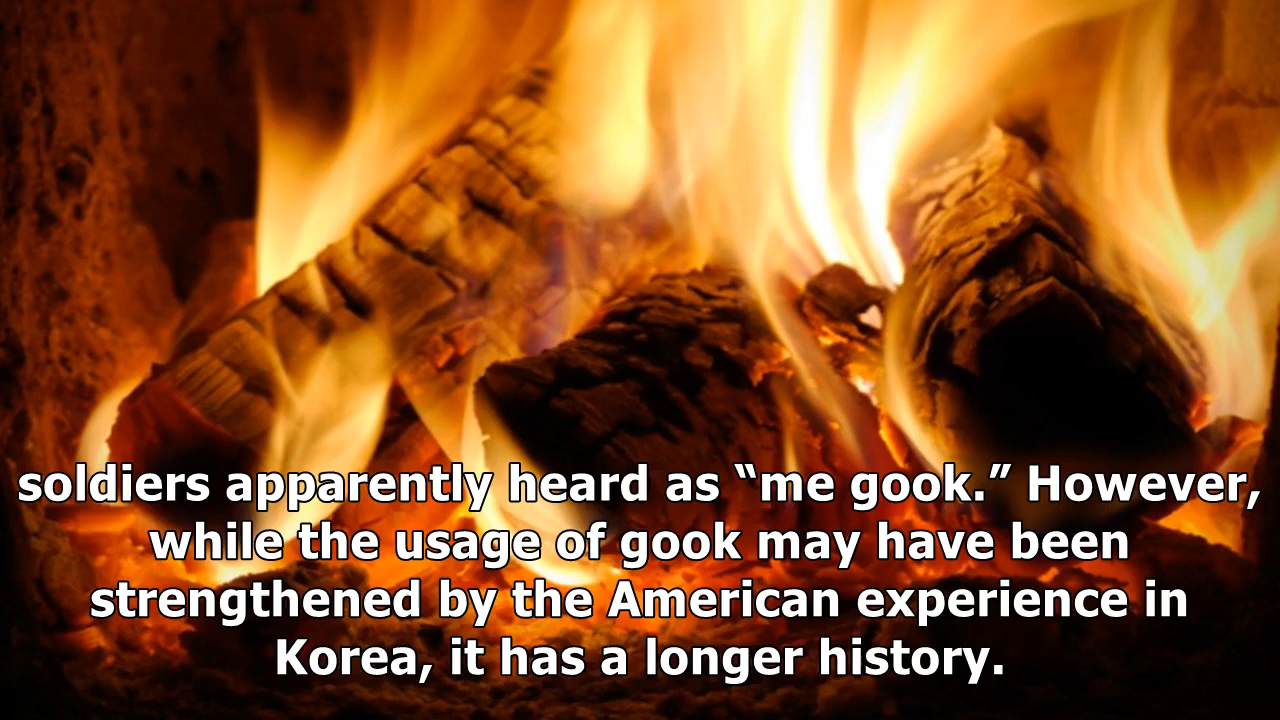 soldiers apparently heard as “me gook.” However,
while the usage of gook may have been
strengthened by the American experience in
Korea, it has a longer history.